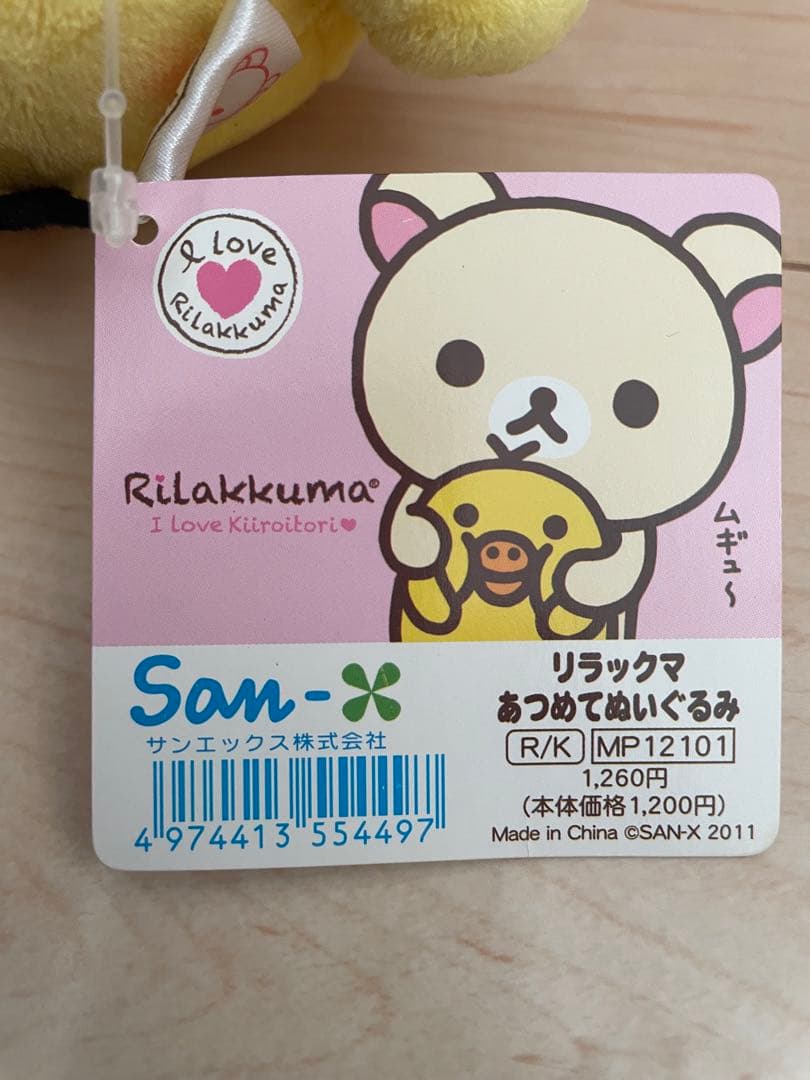 I Love
Rilakkuma
Rilakkuma®
I Love Kiiroitori♥
ムギュ〜
San-X
サンエックス株式会社
4 974413 554497
リラックマ
あつめてぬいぐるみ
R/K MP12101
1,260円
(本体価格1,200円)
Made in China ©SAN-X 2011